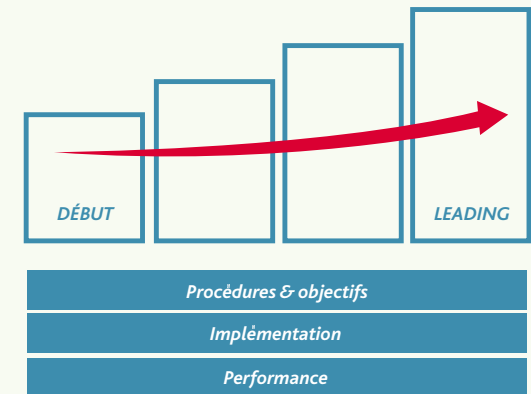 DÉBUT
LEADING
Procédures & objectifs
Implémentation
Performance